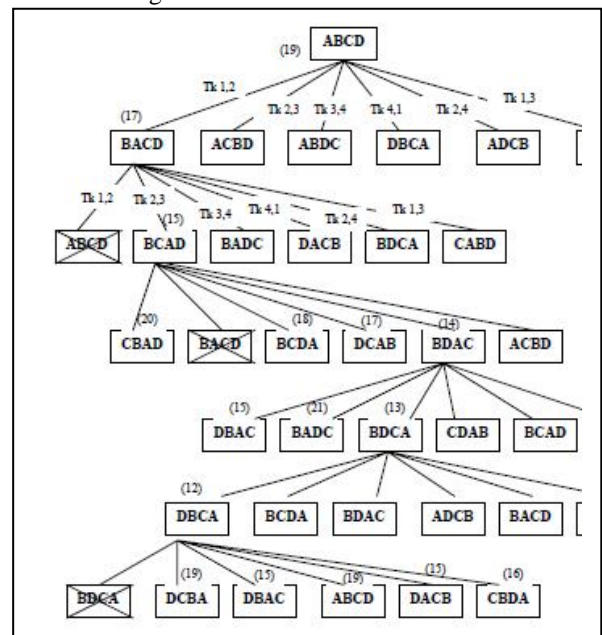 ABCD
(19)
Tk 1,2 Tk 2,3 Tk 3,4 Tk 4,1 Tk 2,4 Tk 1,3
(17)
BACD ACBD ABDC DBCA ADCB
Tk 1,2 Tk 2,3 Tk 3,4 Tk 4,1 Tk 2,4 Tk 1,3
(15)
ABCD BCAD BADC DACB BDCA CABD
(20) (18) (17) (14)
CBAD BACD BCDA DCAB BDAC ACBD
(15) (21) (13)
DBAC BADC BDCA CDAB BCAD
(12)
DBCA BCDA BDAC ADCB BACD
(19) (15) (19) (15) (16)
BDCA DCBA DBAC ABCD DACB CBDA